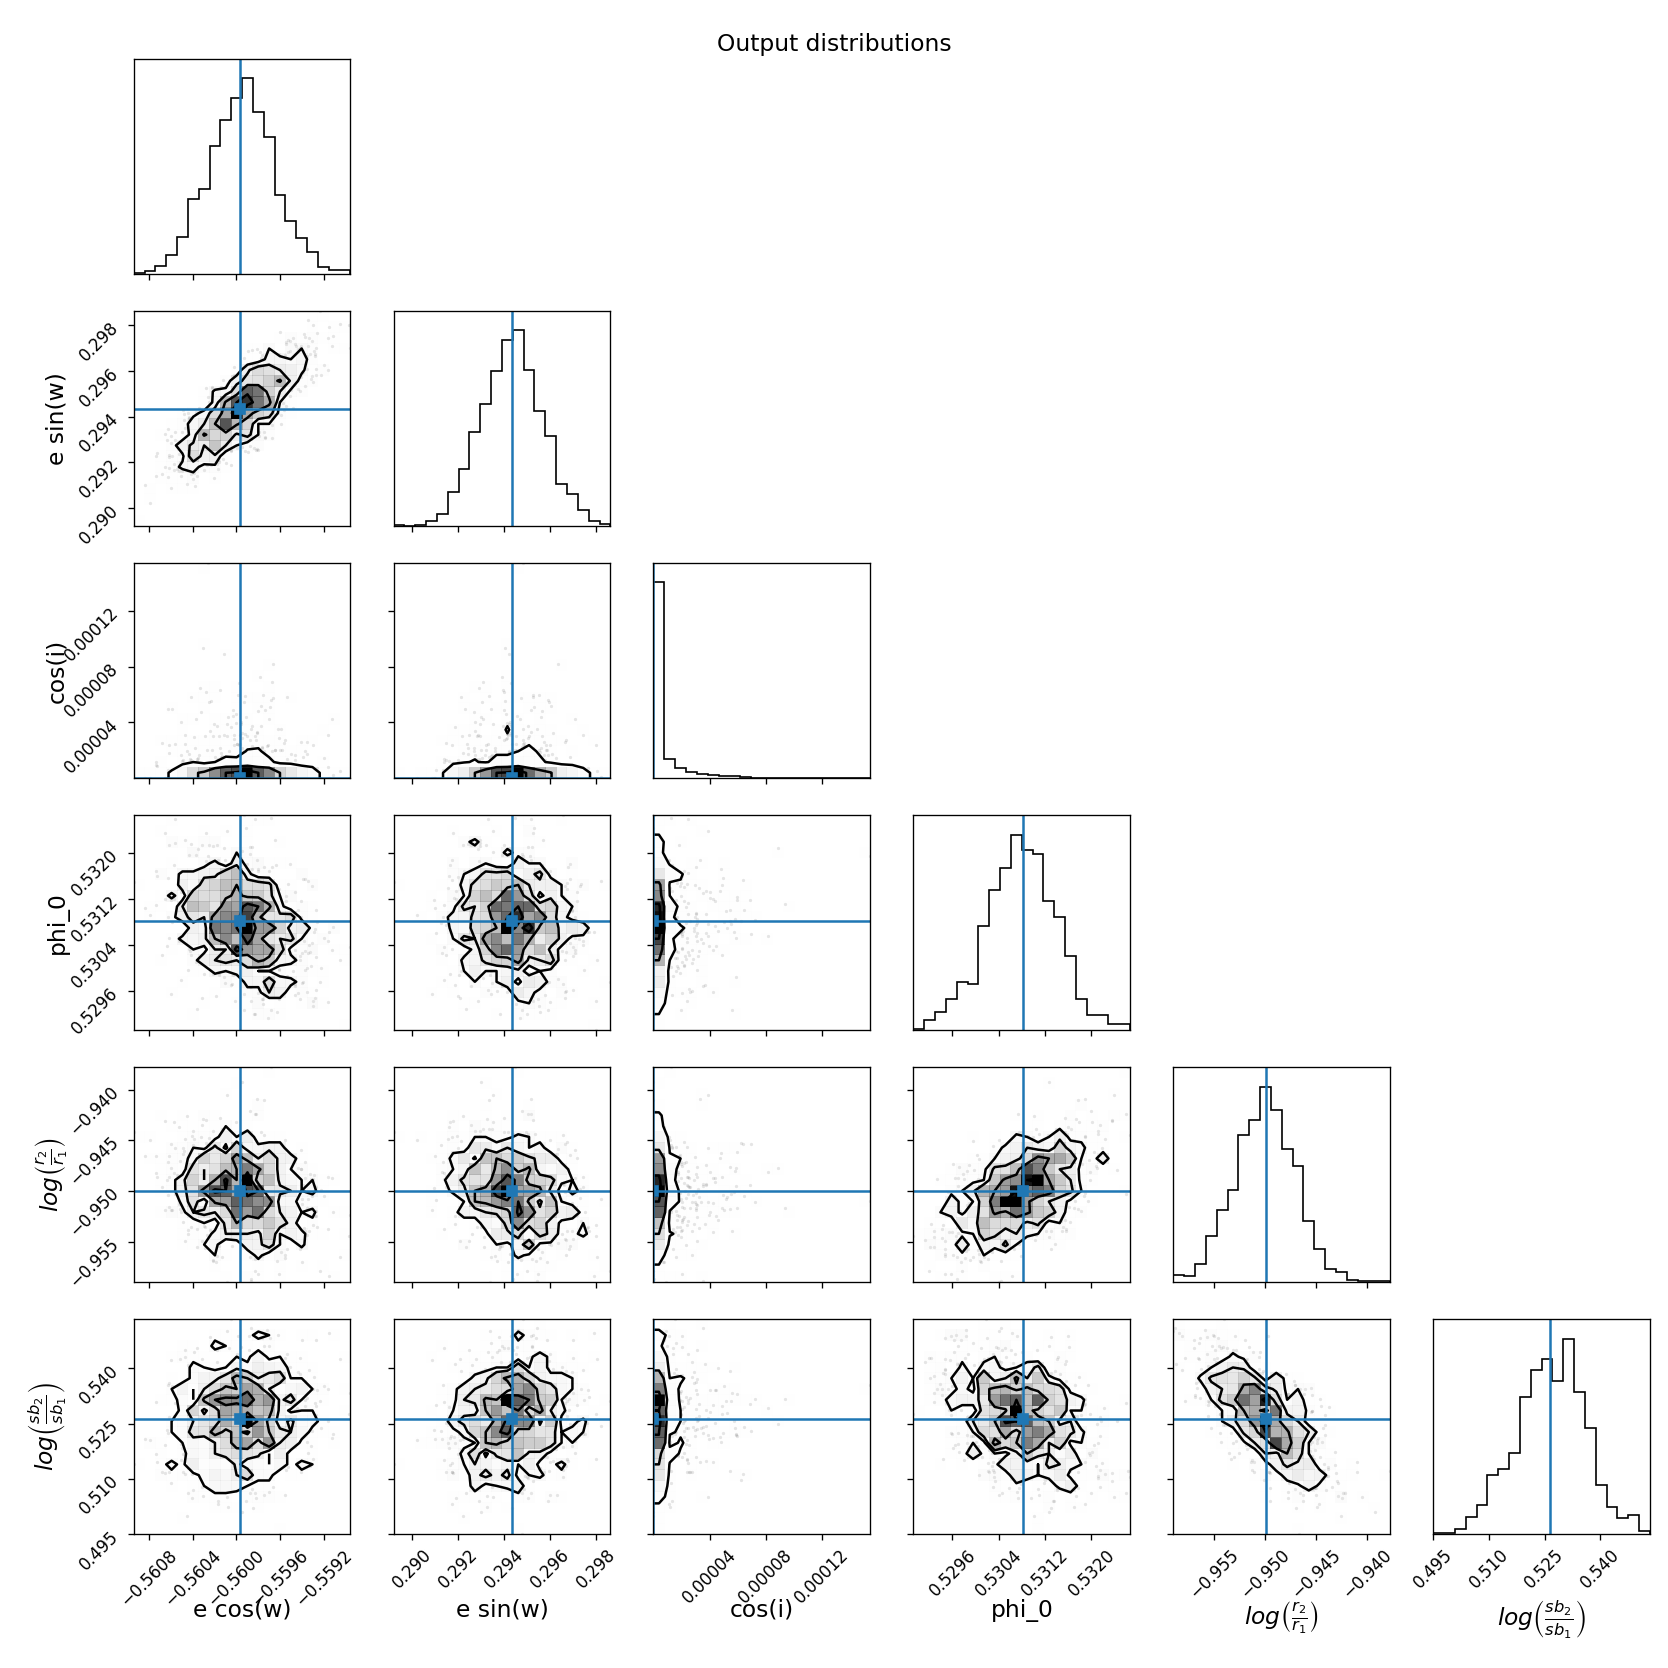 Output distributions
e sin(w)
0.298
0.296
0.294
0.292
0.290
cos(i)
0.00012
0.00008
0.00004
phi_0
0.5320
0.5312
0.5304
0.5296
log(r₂/r₁)
−0.940
−0.945
−0.950
−0.955
log(sb₂/sb₁)
0.540
0.525
0.510
0.495
−0.5608 −0.5604 −0.5600 −0.5596 −0.5592 0.290 0.292 0.294 0.296 0.298 0.00004 0.00008 0.00012 0.5296 0.5304 0.5312 0.5320 −0.955 −0.950 −0.945 −0.940 0.495 0.510 0.525 0.540
e cos(w) e sin(w) cos(i) phi_0 log(r₂/r₁) log(sb₂/sb₁)